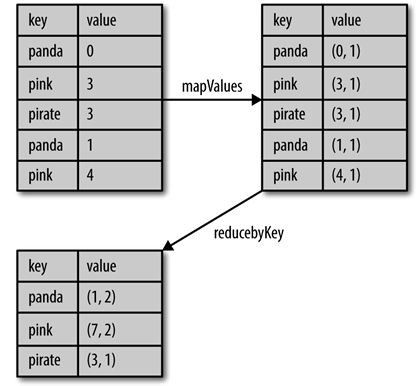 key value
panda 0
pink 3
pirate 3
panda 1
pink 4
mapValues
key value
panda (0, 1)
pink (3, 1)
pirate (3, 1)
panda (1, 1)
pink (4, 1)
reducebyKey
key value
panda (1, 2)
pink (7, 2)
pirate (3, 1)